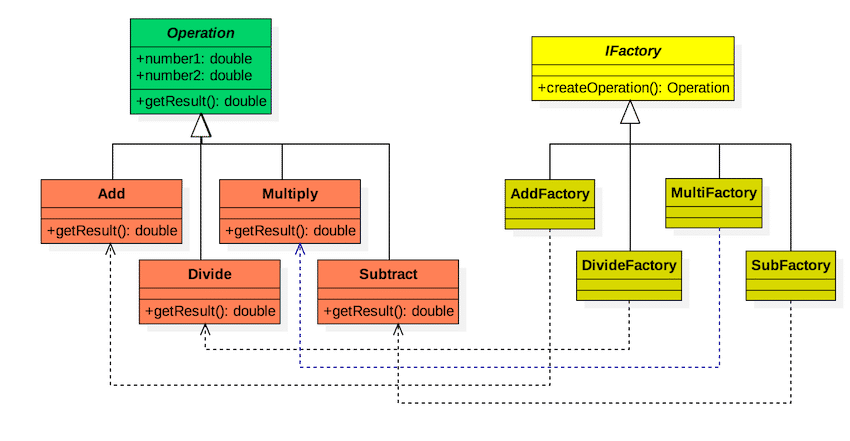 Operation
+number1: double
+number2: double
+getResult(): double
IFactory
+createOperation(): Operation
Add
+getResult(): double
Multiply
+getResult(): double
AddFactory
MultiFactory
Divide
+getResult(): double
Subtract
+getResult(): double
DivideFactory
SubFactory